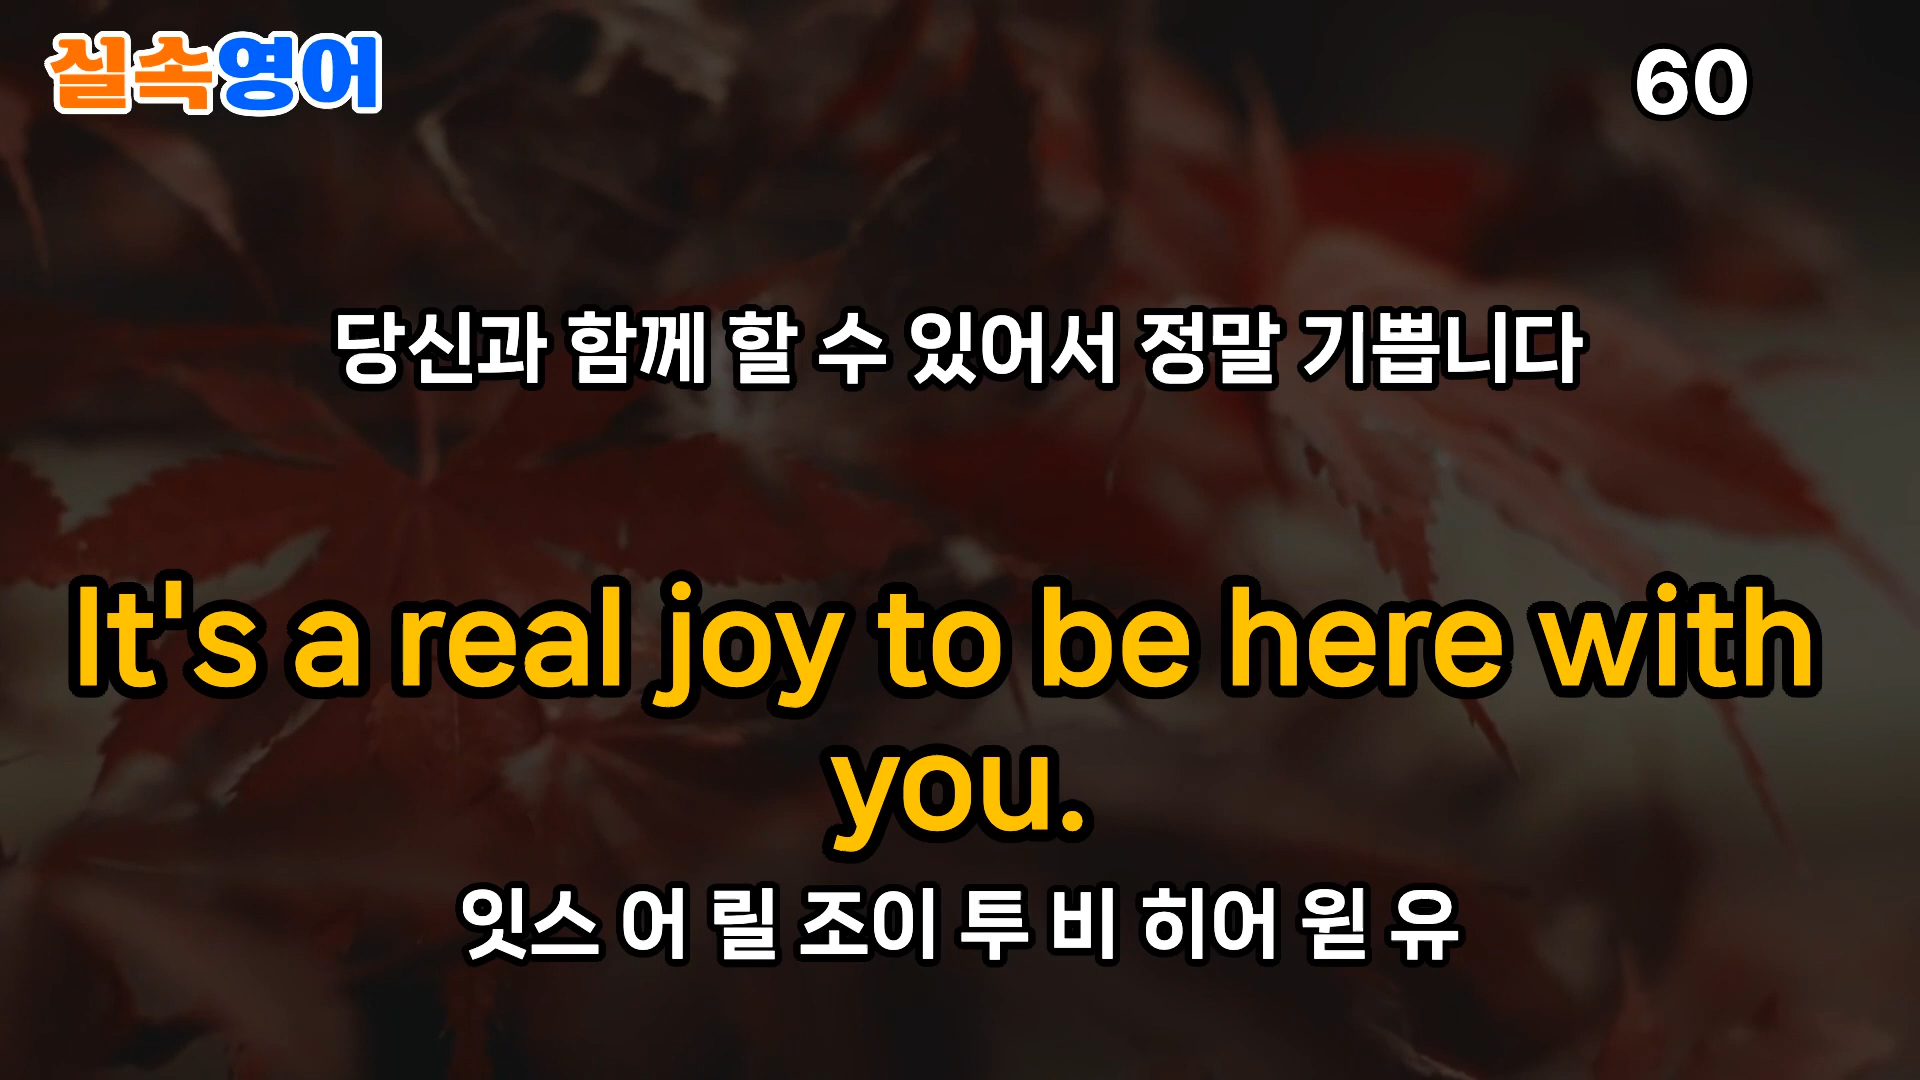 실속영어
60
당신과 함께 할 수 있어서 정말 기쁩니다
It's a real joy to be here with
you.
잇스 어 릴 조이 투 비 히어 윋 유